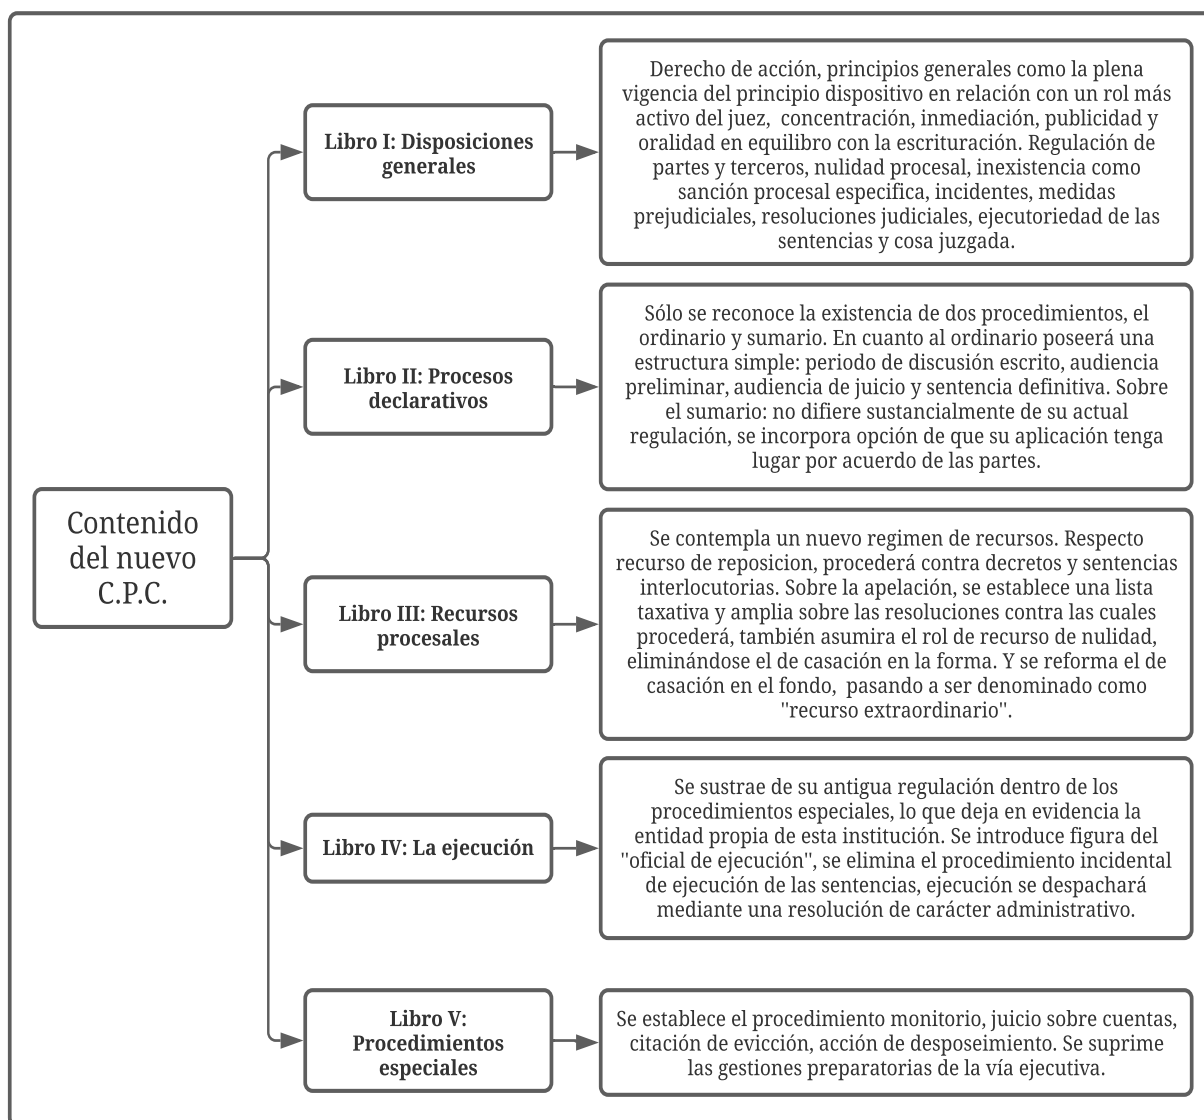 Contenido
del nuevo
C.P.C.
Libro I: Disposiciones
generales
Derecho de acción, principios generales como la plena
vigencia del principio dispositivo en relación con un rol más
activo del juez,  concentración, inmediación, publicidad y
oralidad en equilibro con la escrituración. Regulación de
partes y terceros, nulidad procesal, inexistencia como
sanción procesal especifica, incidentes, medidas
prejudiciales, resoluciones judiciales, ejecutoriedad de las
sentencias y cosa juzgada.
Libro II: Procesos
declarativos
Sólo se reconoce la existencia de dos procedimientos, el
ordinario y sumario. En cuanto al ordinario poseerá una
estructura simple: periodo de discusión escrito, audiencia
preliminar, audiencia de juicio y sentencia definitiva. Sobre
el sumario: no difiere sustancialmente de su actual
regulación, se incorpora opción de que su aplicación tenga
lugar por acuerdo de las partes.
Libro III: Recursos
procesales
Se contempla un nuevo regimen de recursos. Respecto
recurso de reposicion, procederá contra decretos y sentencias
interlocutorias. Sobre la apelación, se establece una lista
taxativa y amplia sobre las resoluciones contra las cuales
procederá, también asumira el rol de recurso de nulidad,
eliminándose el de casación en la forma. Y se reforma el de
casación en el fondo,  pasando a ser denominado como
"recurso extraordinario".
Libro IV: La ejecución
Se sustrae de su antigua regulación dentro de los
procedimientos especiales, lo que deja en evidencia la
entidad propia de esta institución. Se introduce figura del
"oficial de ejecución", se elimina el procedimiento incidental
de ejecución de las sentencias, ejecución se despachará
mediante una resolución de carácter administrativo.
Libro V:
Procedimientos
especiales
Se establece el procedimiento monitorio, juicio sobre cuentas,
citación de evicción, acción de desposeimiento. Se suprime
las gestiones preparatorias de la vía ejecutiva.